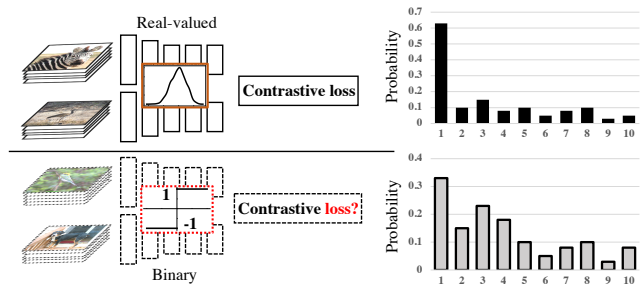 Real-valued
Contrastive loss
Probability
0.7
0.6
0.5
0.4
0.3
0.2
0.1
0
1 2 3 4 5 6 7 8 9 10
1
-1
Contrastive loss?
Binary
Probability
0.4
0.3
0.2
0.1
0
1 2 3 4 5 6 7 8 9 10